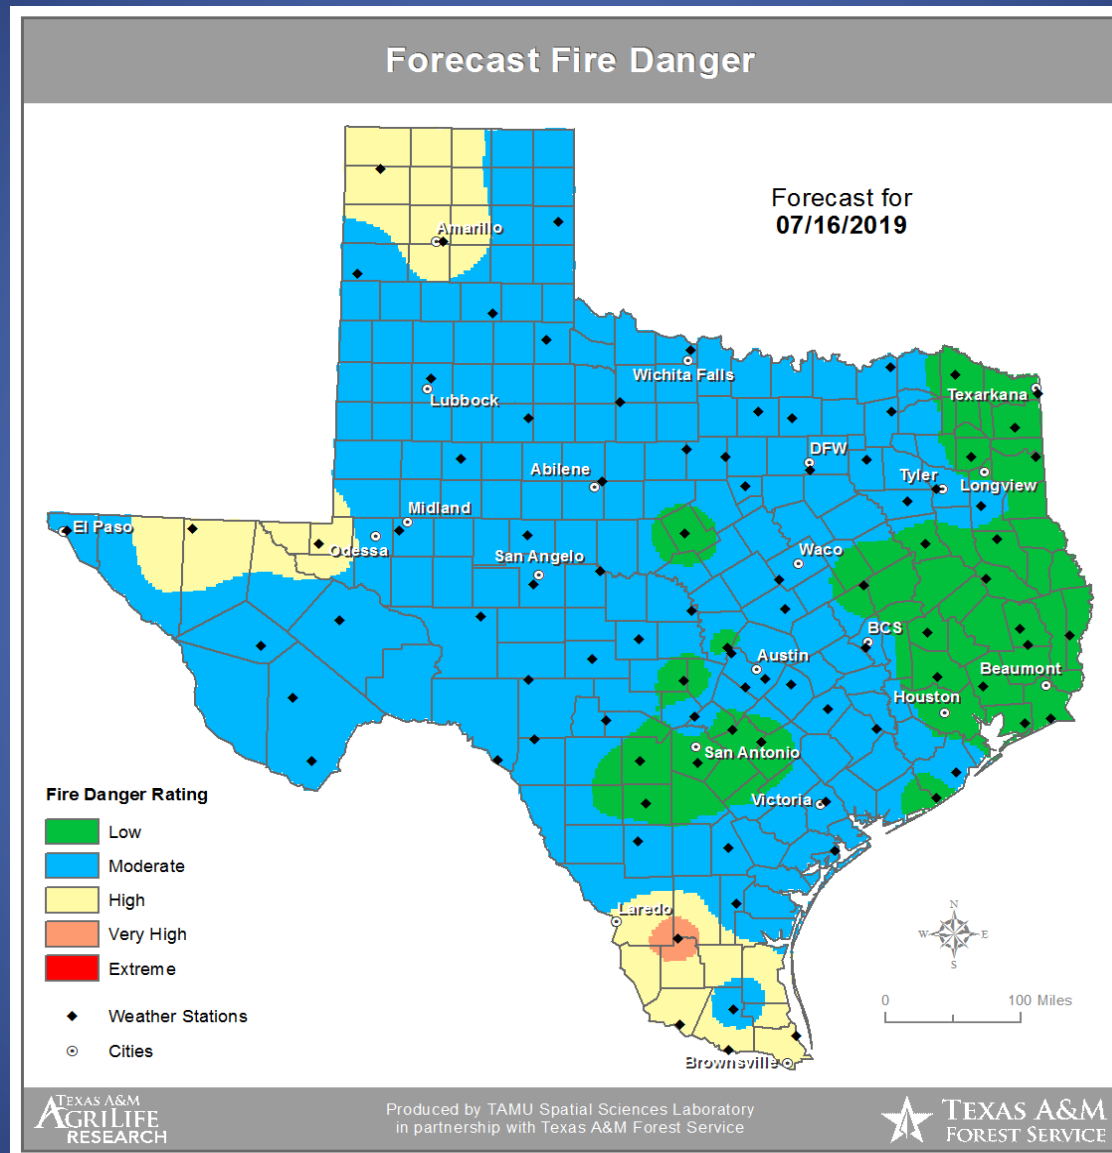 Forecast Fire Danger
Forecast for
07/16/2019
Amarillo
Wichita Falls
Lubbock
Texarkana
DFW
Abilene
Tyler
Longview
Midland
El Paso
Odessa
San Angelo
Waco
BCS
Austin
Beaumont
Houston
San Antonio
Victoria
Laredo
Brownsville
Fire Danger Rating
Low
Moderate
High
Very High
Extreme
Weather Stations
Cities
N
W E
S
0 100 Miles
TEXAS A&M
AGRILIFE
RESEARCH
Produced by TAMU Spatial Sciences Laboratory
in partnership with Texas A&M Forest Service
TEXAS A&M
FOREST SERVICE